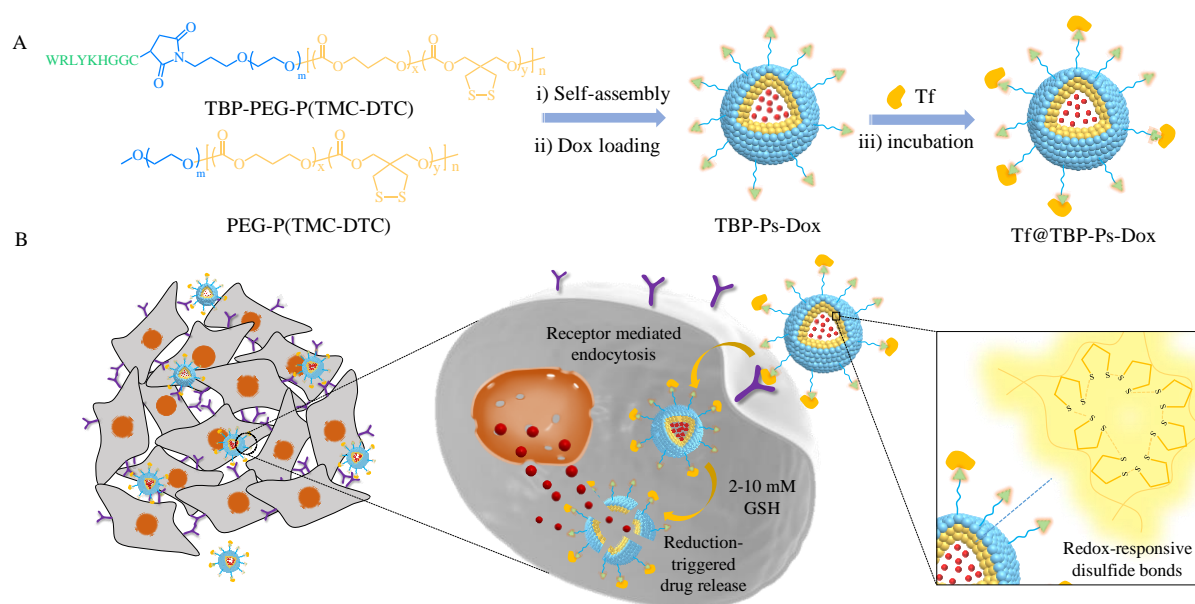 A
WRLYKHGGC
O
N
O
O
O
m
O
O
O
x
O
O
O
y
n
S-S
TBP-PEG-P(TMC-DTC)
O
O
m
O
O
O
x
O
O
O
y
n
S-S
PEG-P(TMC-DTC)
i) Self-assembly
ii) Dox loading
TBP-Ps-Dox
Tf
iii) incubation
Tf@TBP-Ps-Dox
B
Receptor mediated
endocytosis
2-10 mM
GSH
Reduction-
triggered
drug release
S
S
S
S
S
S
S
S
S
S
S
S
S
S
Redox-responsive
disulfide bonds